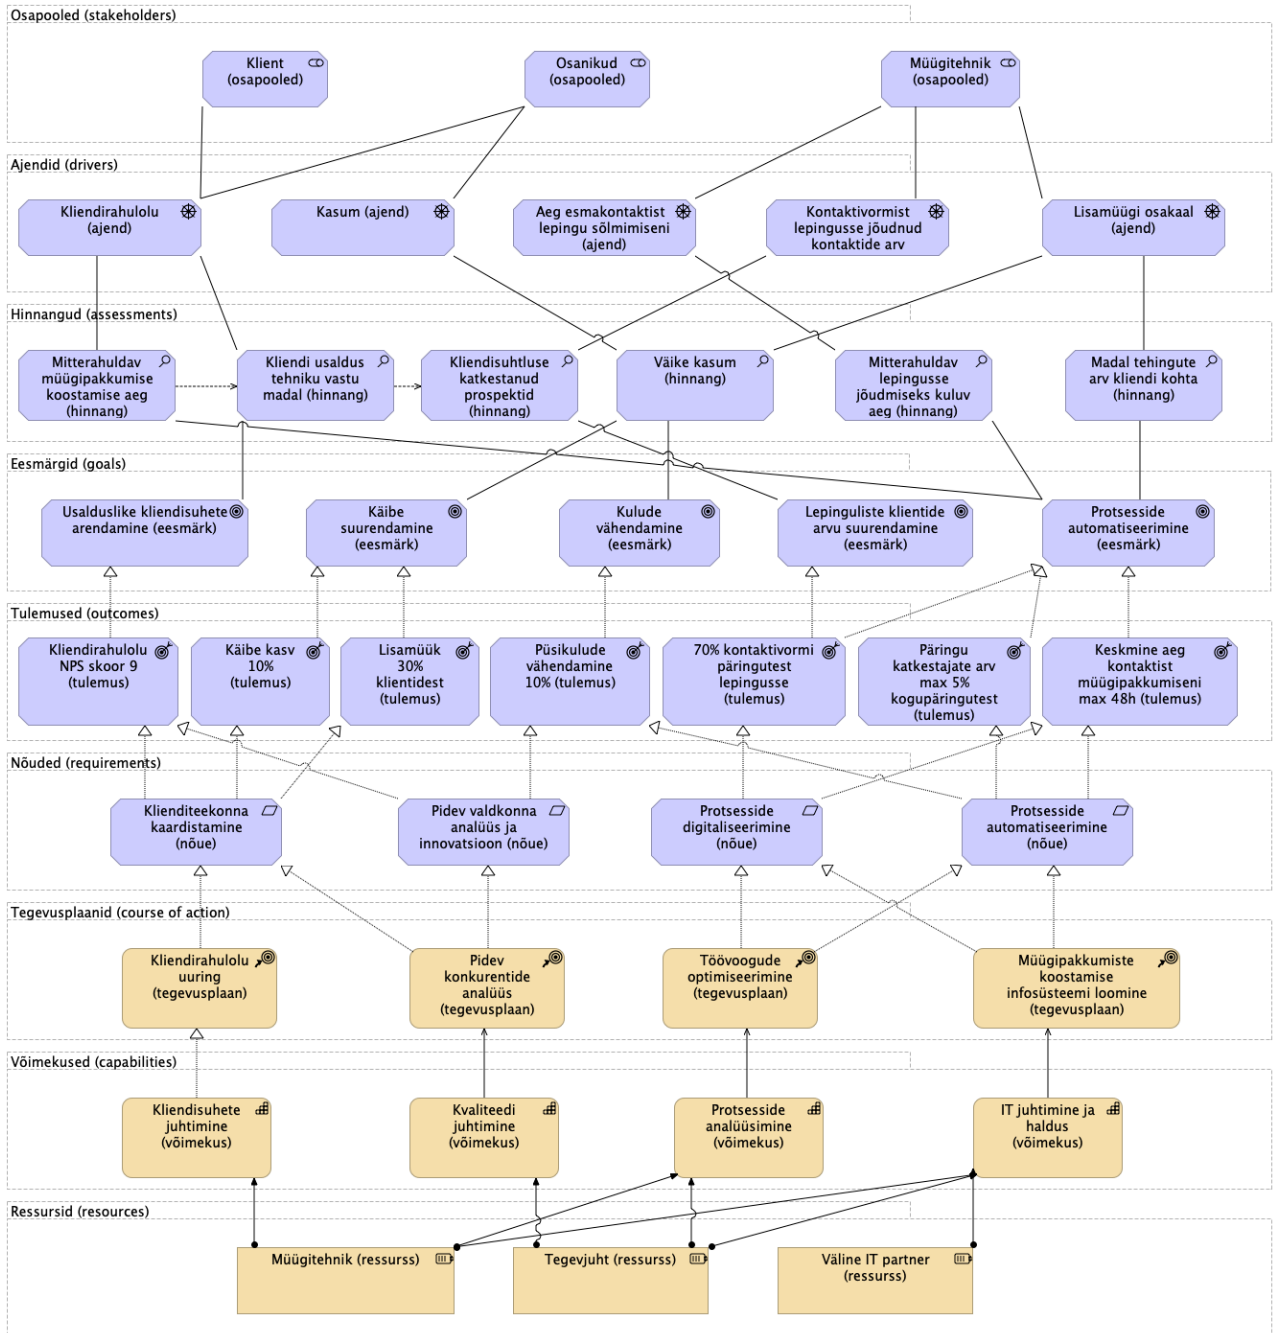 Osapooled (stakeholders)
Klient
(osapooled)
Osanikud
(osapooled)
Müügitehnik
(osapooled)
Ajendid (drivers)
Kliendirahulolu
(ajend)
Kasum (ajend)
Aeg esmakontaktist
lepingu sõlmimiseni
(ajend)
Kontaktivormist
lepingusse jõudnud
kontaktide arv
Lisamüügi osakaal
(ajend)
Hinnangud (assessments)
Mitterahuldav
müügipakkumise
koostamise aeg
(hinnang)
Kliendi usaldus
tehniku vastu
madal (hinnang)
Kliendisuhtluse
katkestanud
prospektid
(hinnang)
Väike kasum
(hinnang)
Mitterahuldav
lepingusse
jõudmiseks kuluv
aeg (hinnang)
Madal tehingute
arv kliendi kohta
(hinnang)
Eesmärgid (goals)
Usalduslike kliendisuhete
arendamine (eesmärk)
Käibe
suurendamine
(eesmärk)
Kulude
vähendamine
(eesmärk)
Lepinguliste klientide
arvu suurendamine
(eesmärk)
Protsesside
automatiseerimine
(eesmärk)
Tulemused (outcomes)
Kliendirahulolu
NPS skoor 9
(tulemus)
Käibe kasv
10%
(tulemus)
Lisamüük
30%
klientidest
(tulemus)
Püsikulude
vähendamine
10% (tulemus)
70% kontaktivormi
päringutest
lepingusse
(tulemus)
Päringu
katkestajate arv
max 5%
kogupäringutest
(tulemus)
Keskmine aeg
kontaktist
müügipakkumiseni
max 48h (tulemus)
Nõuded (requirements)
Klienditeekonna
kaardistamine
(nõue)
Pidev valdkonna
analüüs ja
innovatsioon (nõue)
Protsesside
digitaliseerimine
(nõue)
Protsesside
automatiseerimine
(nõue)
Tegevusplaanid (course of action)
Kliendirahulolu
uuring
(tegevusplaan)
Pidev
konkurentide
analüüs
(tegevusplaan)
Töövoogude
optimiseerimine
(tegevusplaan)
Müügipakkumiste
koostamise
infosüsteemi loomine
(tegevusplaan)
Võimekused (capabilities)
Kliendisuhete
juhtimine
(võimekus)
Kvaliteedi
juhtimine
(võimekus)
Protsesside
analüüsimine
(võimekus)
IT juhtimine ja
haldus
(võimekus)
Ressursid (resources)
Müügitehnik (ressurss)
Tegevjuht (ressurss)
Väline IT partner
(ressurss)